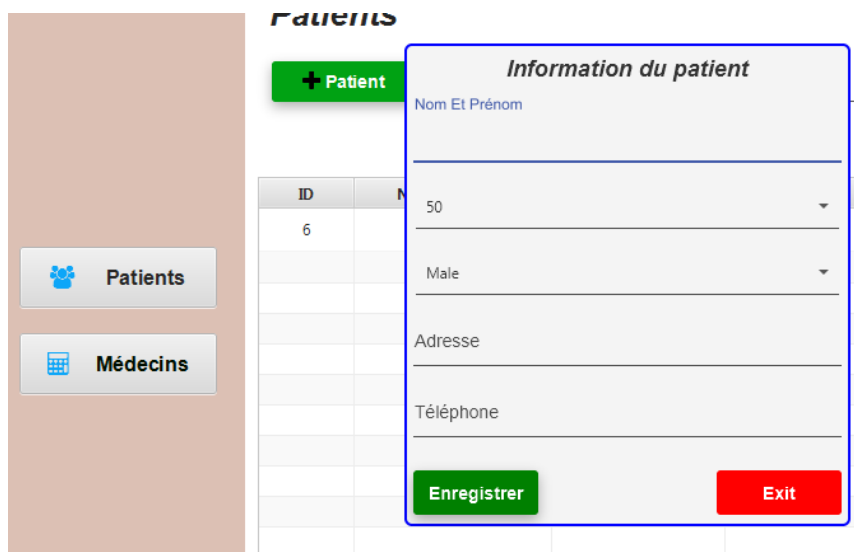 Patients
Patient
ID
N
6
Patients
Médecins
Information du patient
Nom Et Prénom
50
Male
Adresse
Téléphone
Enregistrer
Exit